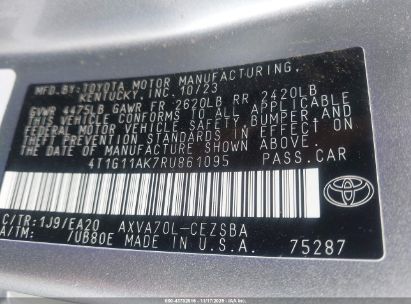 MFD.BY:TOYOTA MOTOR MANUFACTURING,
KENTUCKY, INC. 10/23
GVWR 4475LB GAWR FR 2620LB RR 2420LB
THIS VEHICLE CONFORMS TO ALL APPLICABLE
FEDERAL MOTOR VEHICLE SAFETY, BUMPER, AND
THEFT PREVENTION STANDARDS IN EFFECT ON
THE DATE OF MANUFACTURE SHOWN ABOVE.
4T1G11AK7RU861095 PASS.CAR
C/TR:1J9/EA20 AXVA70L-CEZSBA
A/TM: /UB80E MADE IN U.S.A. 75287
TOYOTA